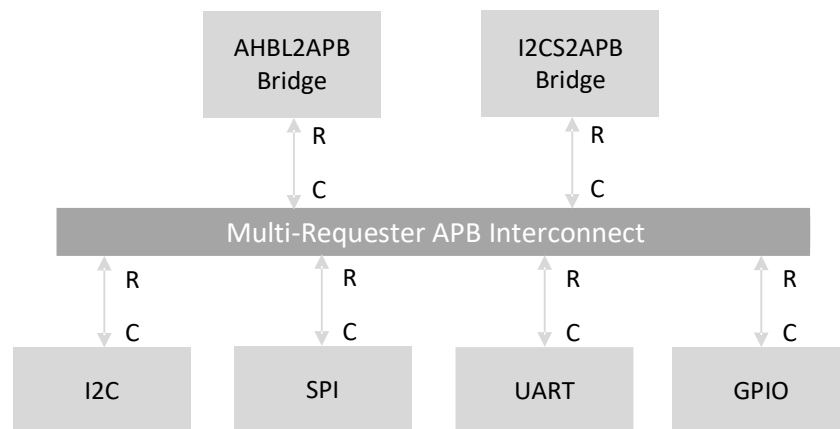 AHBL2APB
Bridge
I2CS2APB
Bridge
R
R
C
C
Multi-Requester APB Interconnect
R
R
R
R
C
C
C
C
I2C
SPI
UART
GPIO